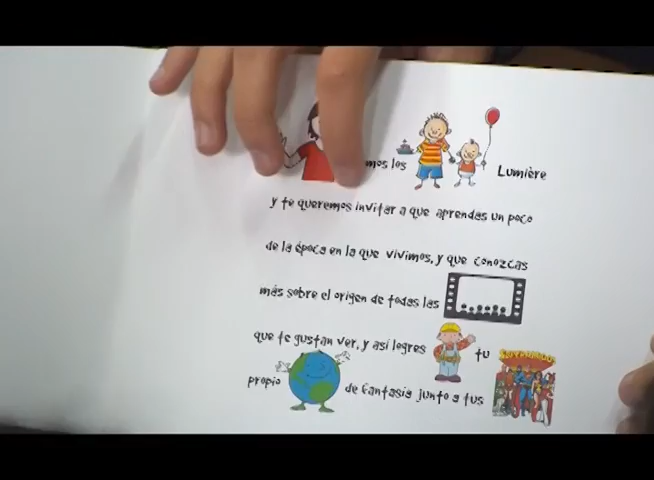 mos los Lumière
y te queremos invitar a que aprendas un poco
de la época en la que vivimos, y que conozcas
más sobre el origen de todas las
que te gustan ver, y así logres tu
propio de fantasía junto a tus